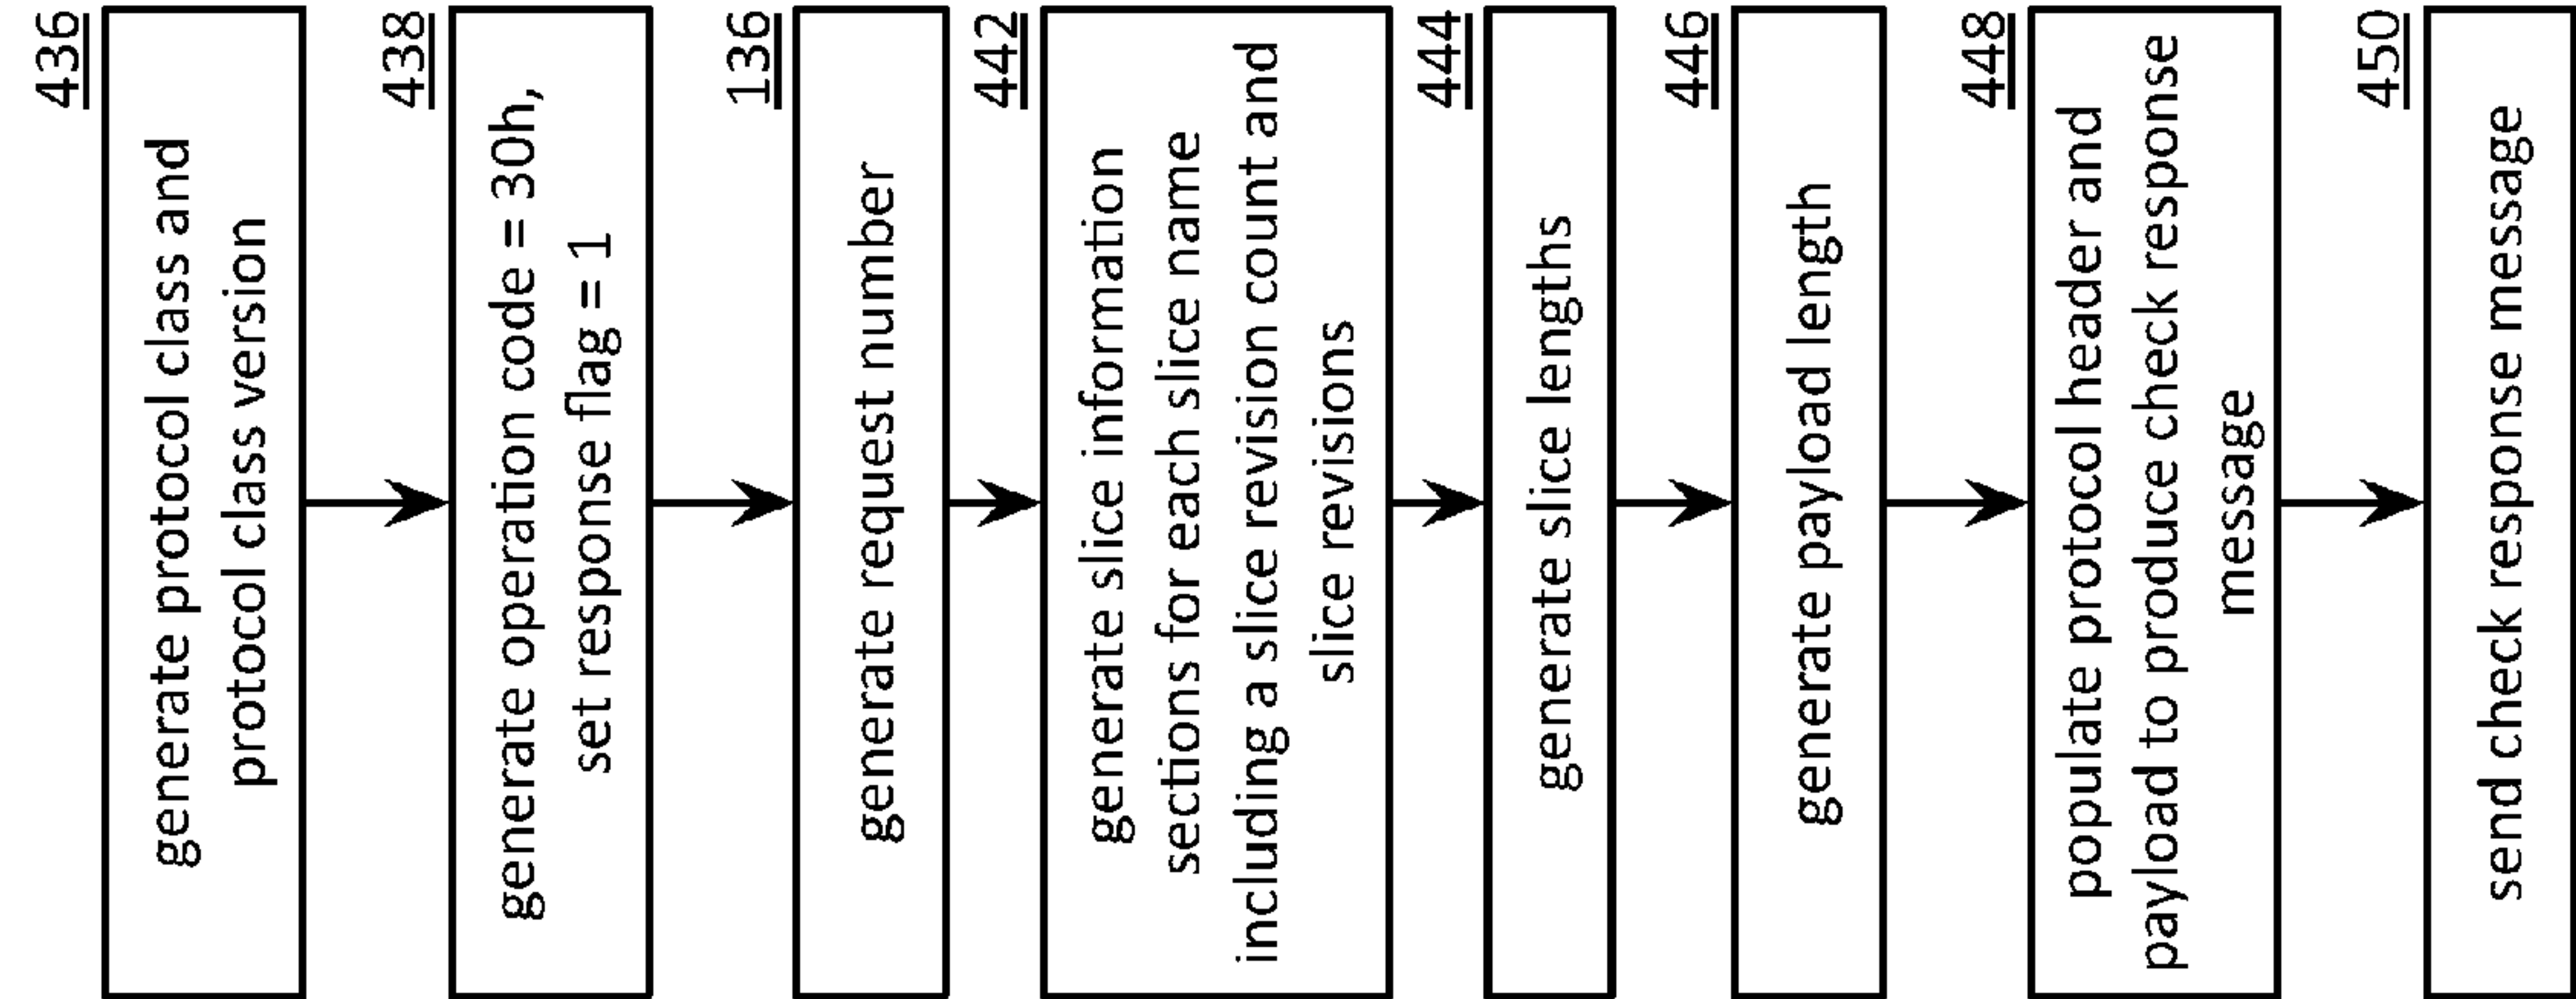 436
generate protocol class and
protocol class version
438
generate operation code = 30h,
set response flag = 1
136
generate request number
442
generate slice information
sections for each slice name
including a slice revision count and
slice revisions
444
generate slice lengths
446
generate payload length
448
populate protocol header and
payload to produce check response
message
450
send check response message